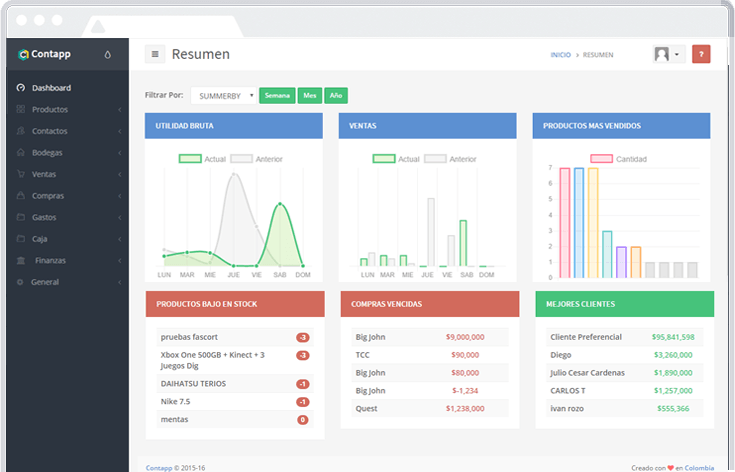 Contapp
Resumen
INICIO > RESUMEN
?
Dashboard
Productos
Contactos
Bodegas
Ventas
Compras
Gastos
Caja
Finanzas
General
Filtrar Por:
SUMMERBY
Semana
Mes
Año
UTILIDAD BRUTA
Actual
Anterior
LUN MAR MIE JUE VIE SAB DOM
VENTAS
Actual
Anterior
LUN MAR MIE JUE VIE SAB DOM
PRODUCTOS MAS VENDIDOS
Cantidad
7
6
5
4
3
2
1
0
PRODUCTOS BAJO EN STOCK
pruebas fascort -3
Xbox One 500GB + Kinect + 3 -3
Juegos Dig
DAIHATSU TERIOS -1
Nike 7.5 -1
mentas 0
COMPRAS VENCIDAS
Big John $9,000,000
TCC $90,000
Big John $80,000
Big John $-1,234
Quest $1,238,000
MEJORES CLIENTES
Cliente Preferencial $95,841,598
Diego $3,260,000
Julio Cesar Cardenas $1,890,000
CARLOS T $1,257,000
ivan rozo $555,366
Contapp © 2015-16
Creado con ❤ en Colombia